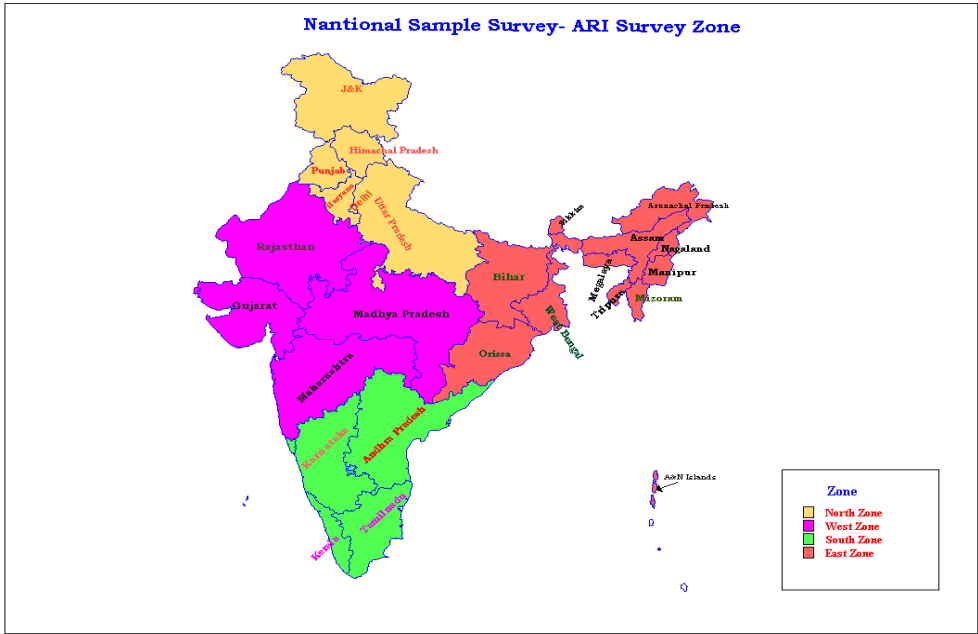 Nantional Sample Survey- ARI Survey Zone
J&K
Himachal Pradesh
Punjab
Haryana
Delhi
Uttar Pradesh
Sikkim
Arunachal Pradesh
Rajasthan
Assam
Nagaland
Bihar
Manipur
Megalaya
Mizoram
Tripura
Gujarat
Madhya Pradesh
West Bengal
Orissa
Maharashtra
Andhra Pradesh
Karnataka
A&N Islands
Tamilnadu
Kerala
Zone
North Zone
West Zone
South Zone
East Zone